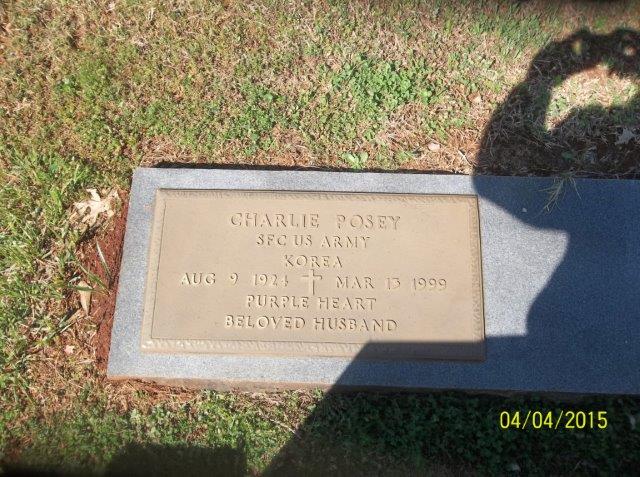 CHARLIE POSEY
SFC US ARMY
KOREA
AUG 9 1924 MAR 13 1999
PURPLE HEART
BELOVED HUSBAND
04/04/2015